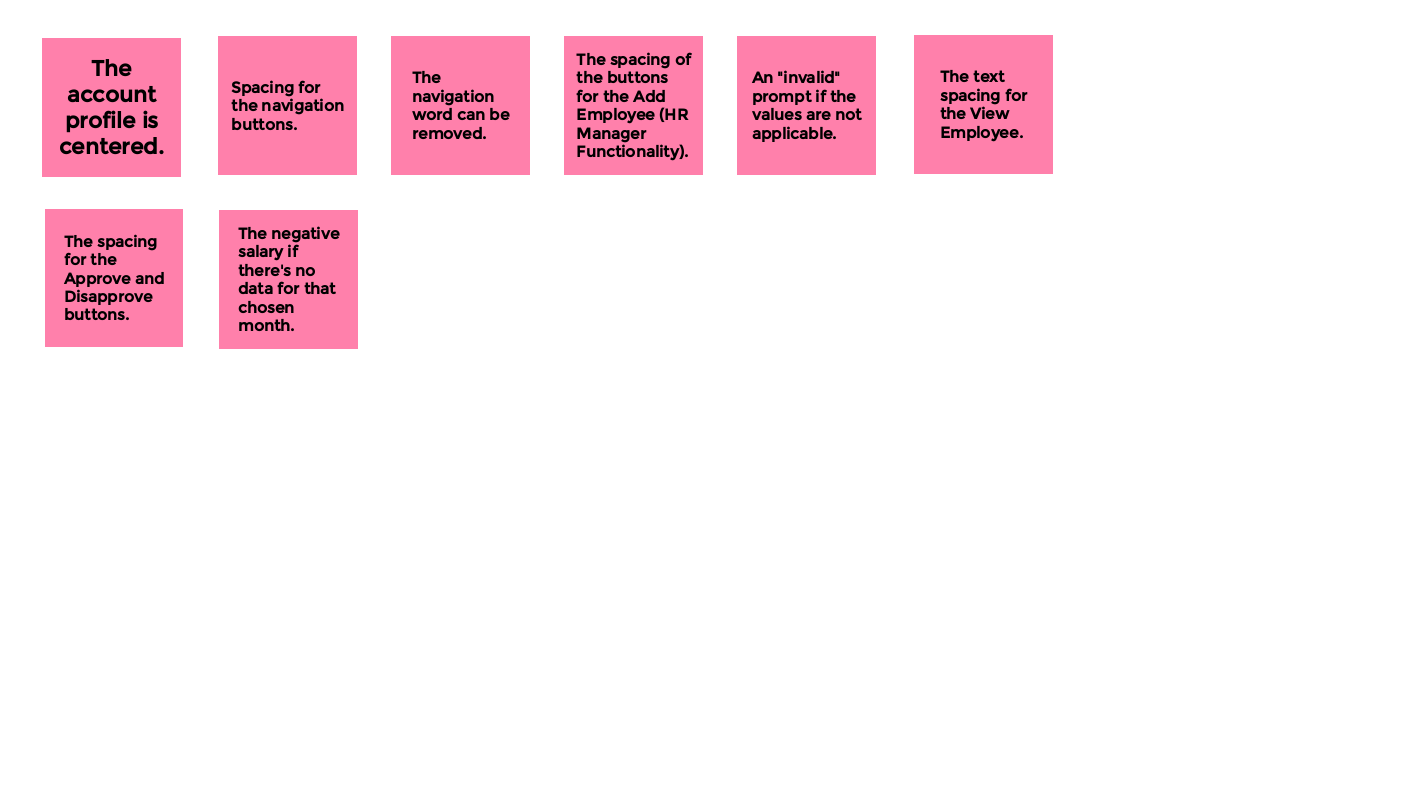 The
account
profile is
centered.
Spacing for
the navigation
buttons.
The
navigation
word can be
removed.
The spacing of
the buttons
for the Add
Employee (HR
Manager
Functionality).
An "invalid"
prompt if the
values are not
applicable.
The text
spacing for
the View
Employee.
The spacing
for the
Approve and
Disapprove
buttons.
The negative
salary if
there's no
data for that
chosen
month.